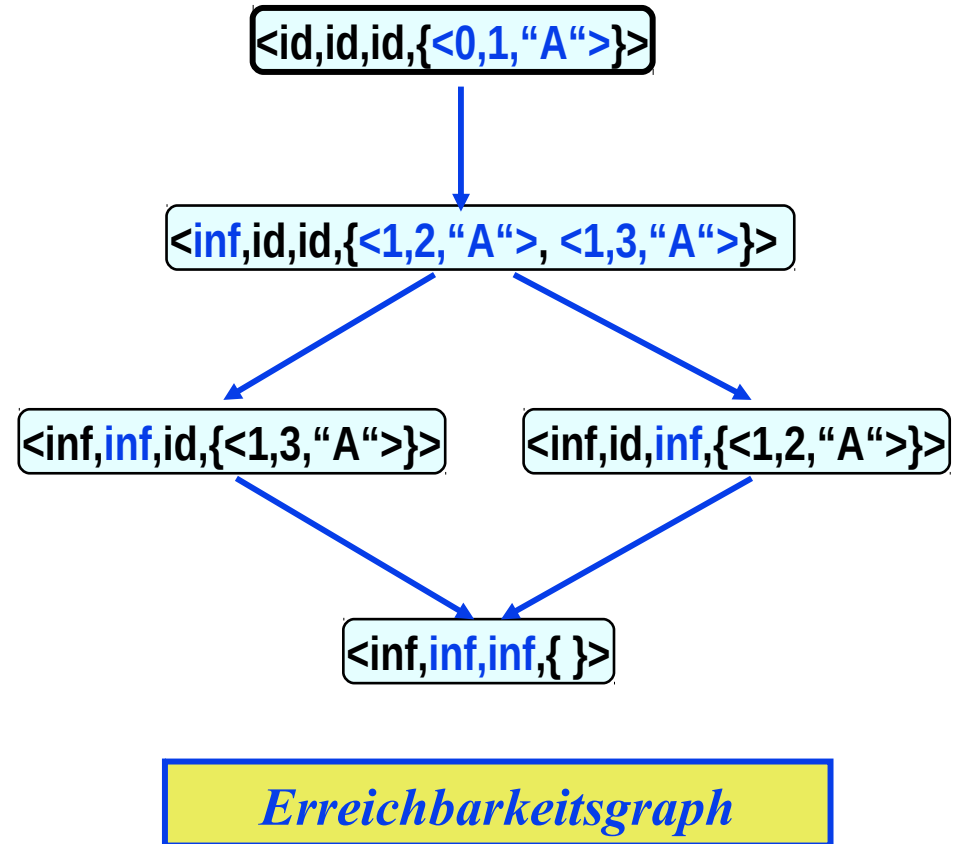 <id,id,id,{<0,1,“A“>}>
<inf,id,id,{<1,2,“A“>, <1,3,“A“>}>
<inf,inf,id,{<1,3,“A“>}>
<inf,id,inf,{<1,2,“A“>}>
<inf,inf,inf,{ }>
Erreichbarkeitsgraph